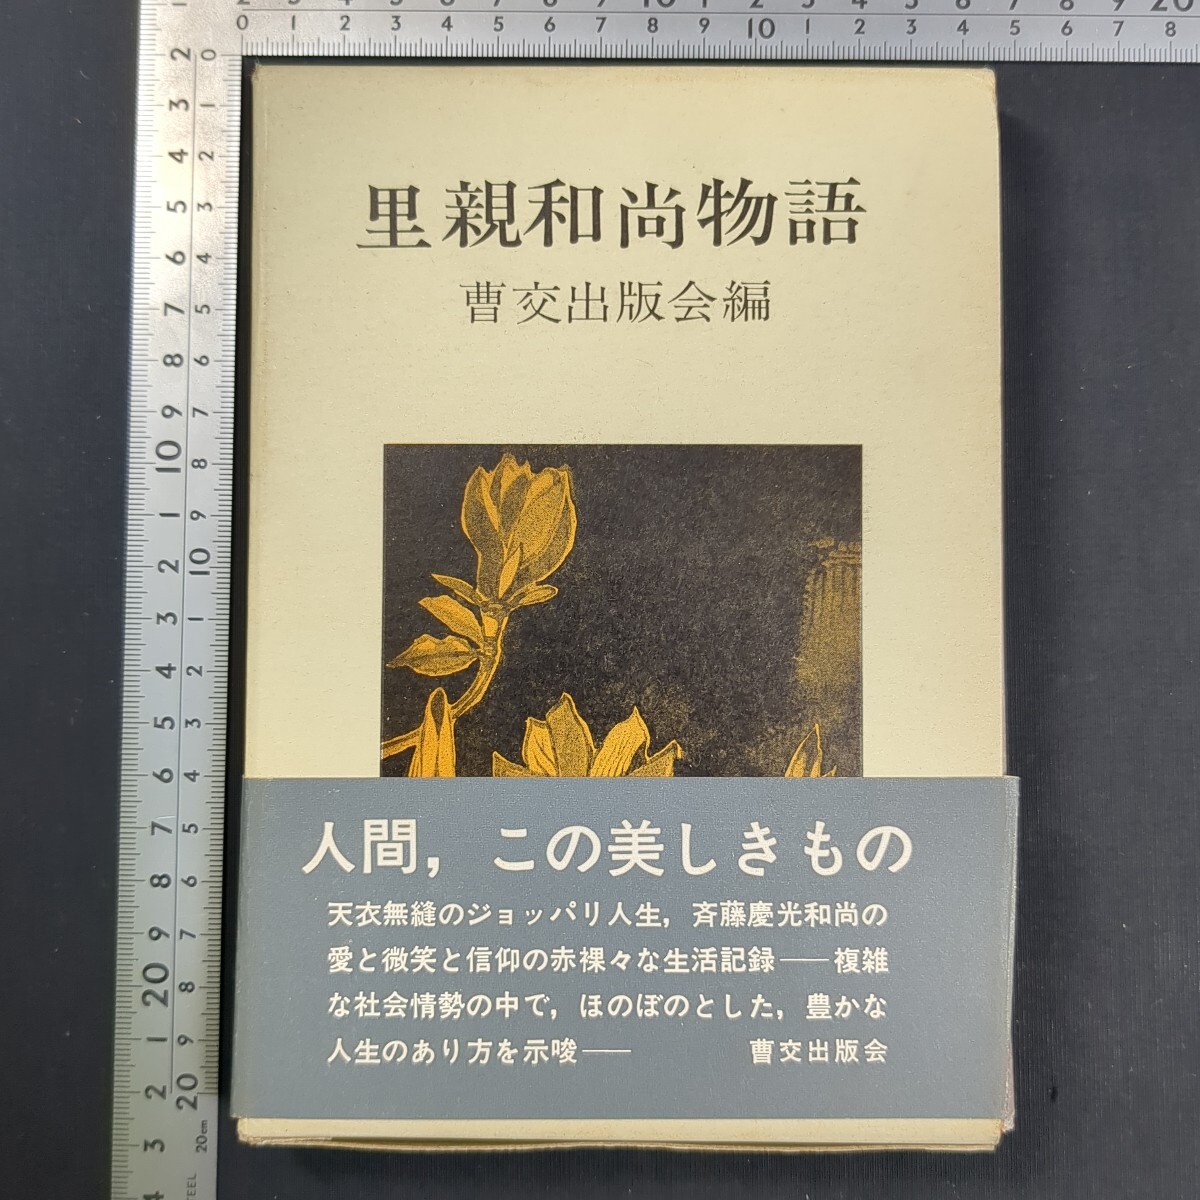 里親和尚物語
曹交出版会編
人間，この美しきもの
天衣無縫のジョッパリ人生，斉藤慶光和尚の
愛と微笑と信仰の赤裸々な生活記録——複雑
な社会情勢の中で，ほのぼのとした，豊かな
人生のあり方を示唆——　曹交出版会
20cm